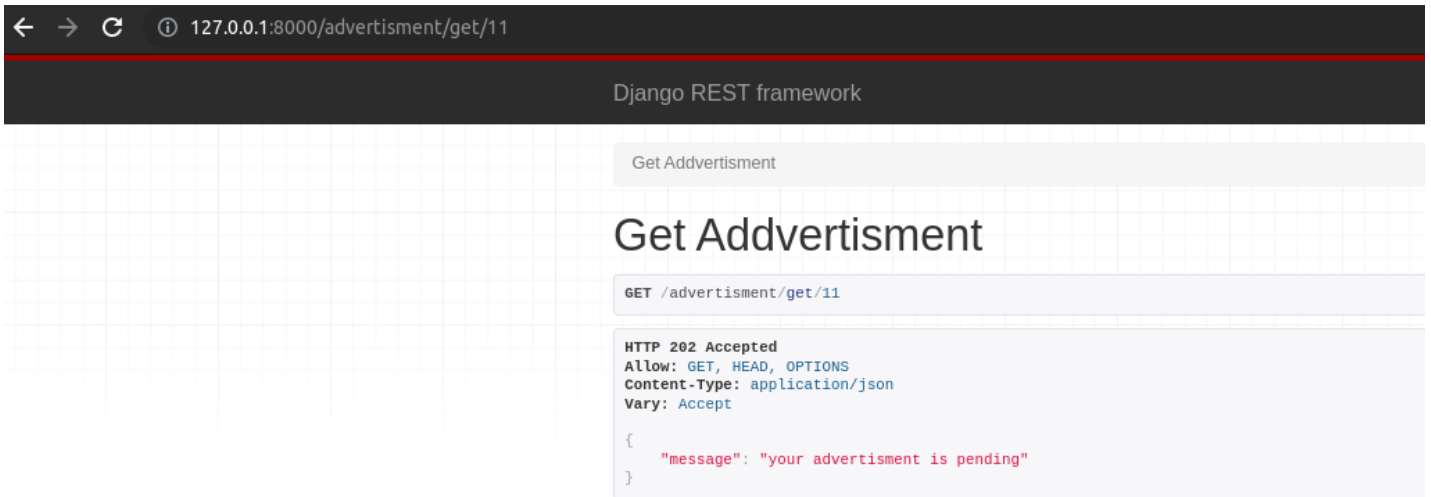 127.0.0.1:8000/advertisment/get/11
Django REST framework
Get Addvertisment
Get Addvertisment
GET /advertisment/get/11
HTTP 202 Accepted
Allow: GET, HEAD, OPTIONS
Content-Type: application/json
Vary: Accept
{
    "message": "your advertisment is pending"
}